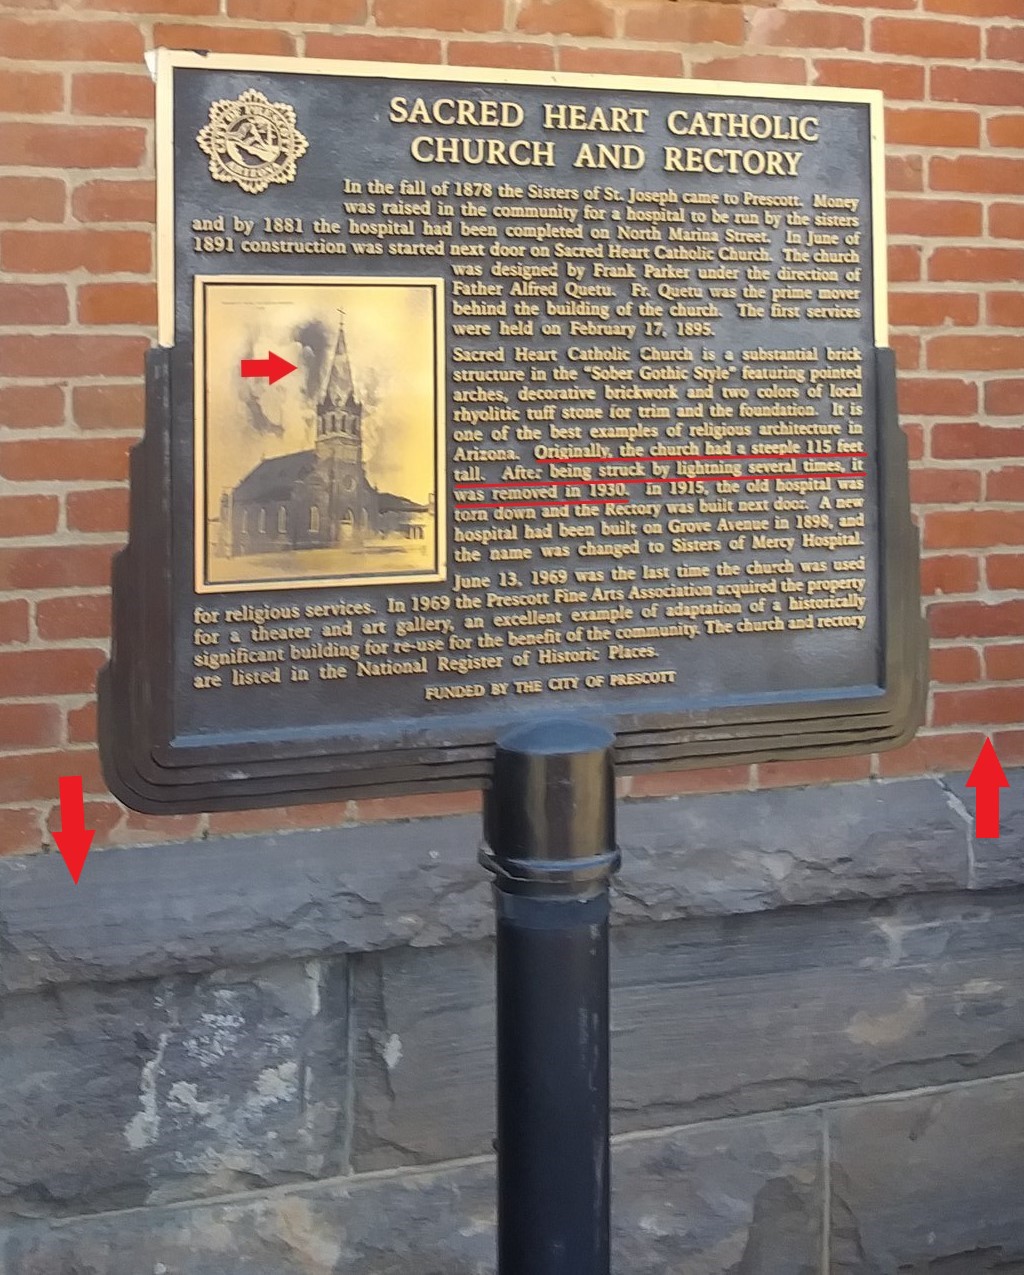 SACRED HEART CATHOLIC
CHURCH AND RECTORY
In the fall of 1878 the Sisters of St. Joseph came to Prescott. Money
was raised in the community for a hospital to be run by the sisters
and by 1881 the hospital had been completed on North Marina Street. In June of
1891 construction was started next door on Sacred Heart Catholic Church. The church
was designed by Frank Parker under the direction of
Father Alfred Quetu. Fr. Quetu was the prime mover
behind the building of the church. The first services
were held on February 17, 1895.
Sacred Heart Catholic Church is a substantial brick
structure in the "Sober Gothic Style" featuring pointed
arches, decorative brickwork and two colors of local
rhyolitic tuff stone for trim and the foundation. It is
one of the best examples of religious architecture in
Arizona. Originally, the church had a steeple 115 feet
tall. After being struck by lightning several times, it
was removed in 1930. In 1915, the old hospital was
torn down and the Rectory was built next door. A new
hospital had been built on Grove Avenue in 1898, and
the name was changed to Sisters of Mercy Hospital.
June 13, 1969 was the last time the church was used
for religious services. In 1969 the Prescott Fine Arts Association acquired the property
for a theater and art gallery, an excellent example of adaptation of a historically
significant building for re-use for the benefit of the community. The church and rectory
are listed in the National Register of Historic Places.
FUNDED BY THE CITY OF PRESCOTT